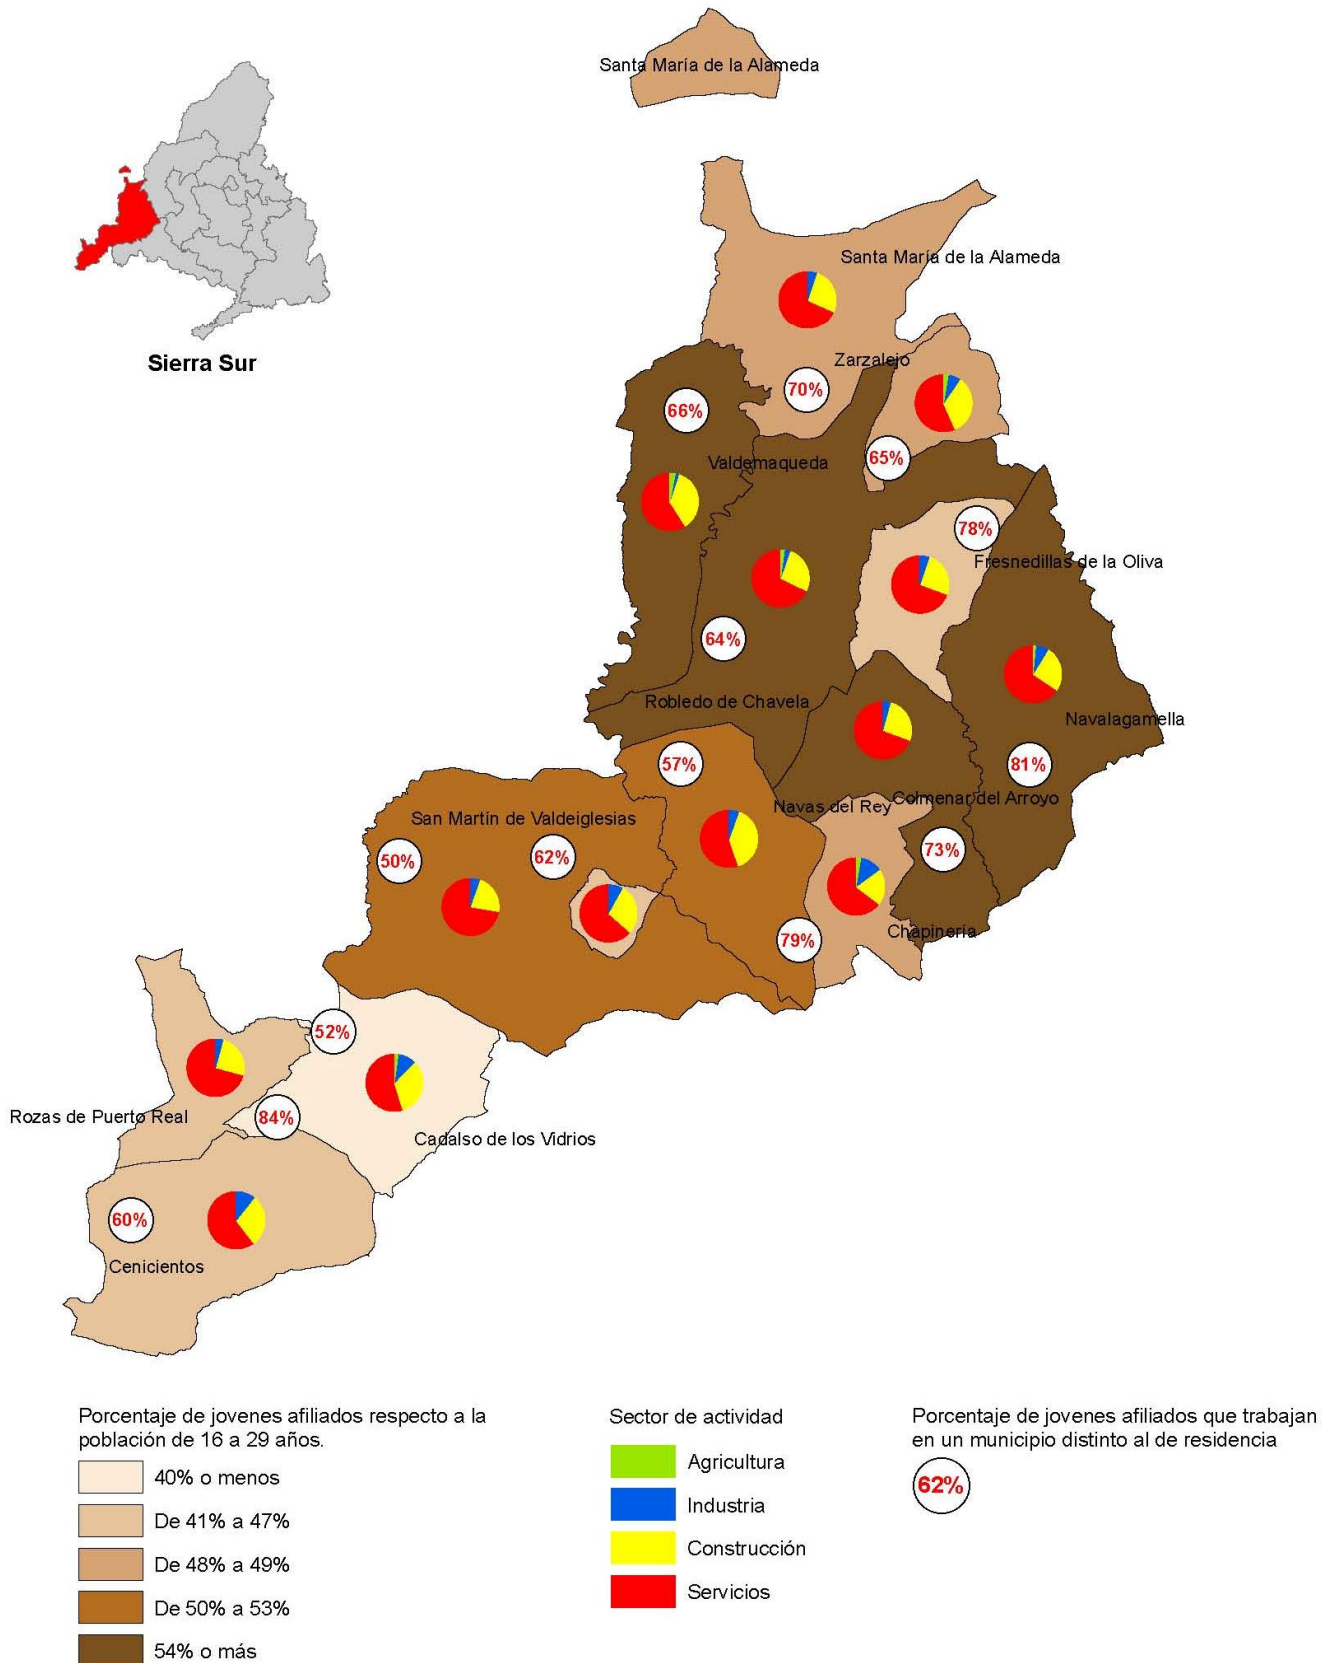 Santa María de la Alameda
Sierra Sur
Santa María de la Alameda
Zarzalejo
70%
66%
Valdemaqueda
65%
78%
Fresnedillas de la Oliva
64%
Robledo de Chavela
Navalagamella
57%
81%
Navas del Rey
Colmenar del Arroyo
San Martín de Valdeiglesias
50%
62%
73%
Chapinería
79%
52%
Rozas de Puerto Real
84%
Cadalso de los Vidrios
60%
Cenicientos
Porcentaje de jovenes afiliados respecto a la
población de 16 a 29 años.
40% o menos
De 41% a 47%
De 48% a 49%
De 50% a 53%
54% o más
Sector de actividad
Agricultura
Industria
Construcción
Servicios
Porcentaje de jovenes afiliados que trabajan
en un municipio distinto al de residencia
62%